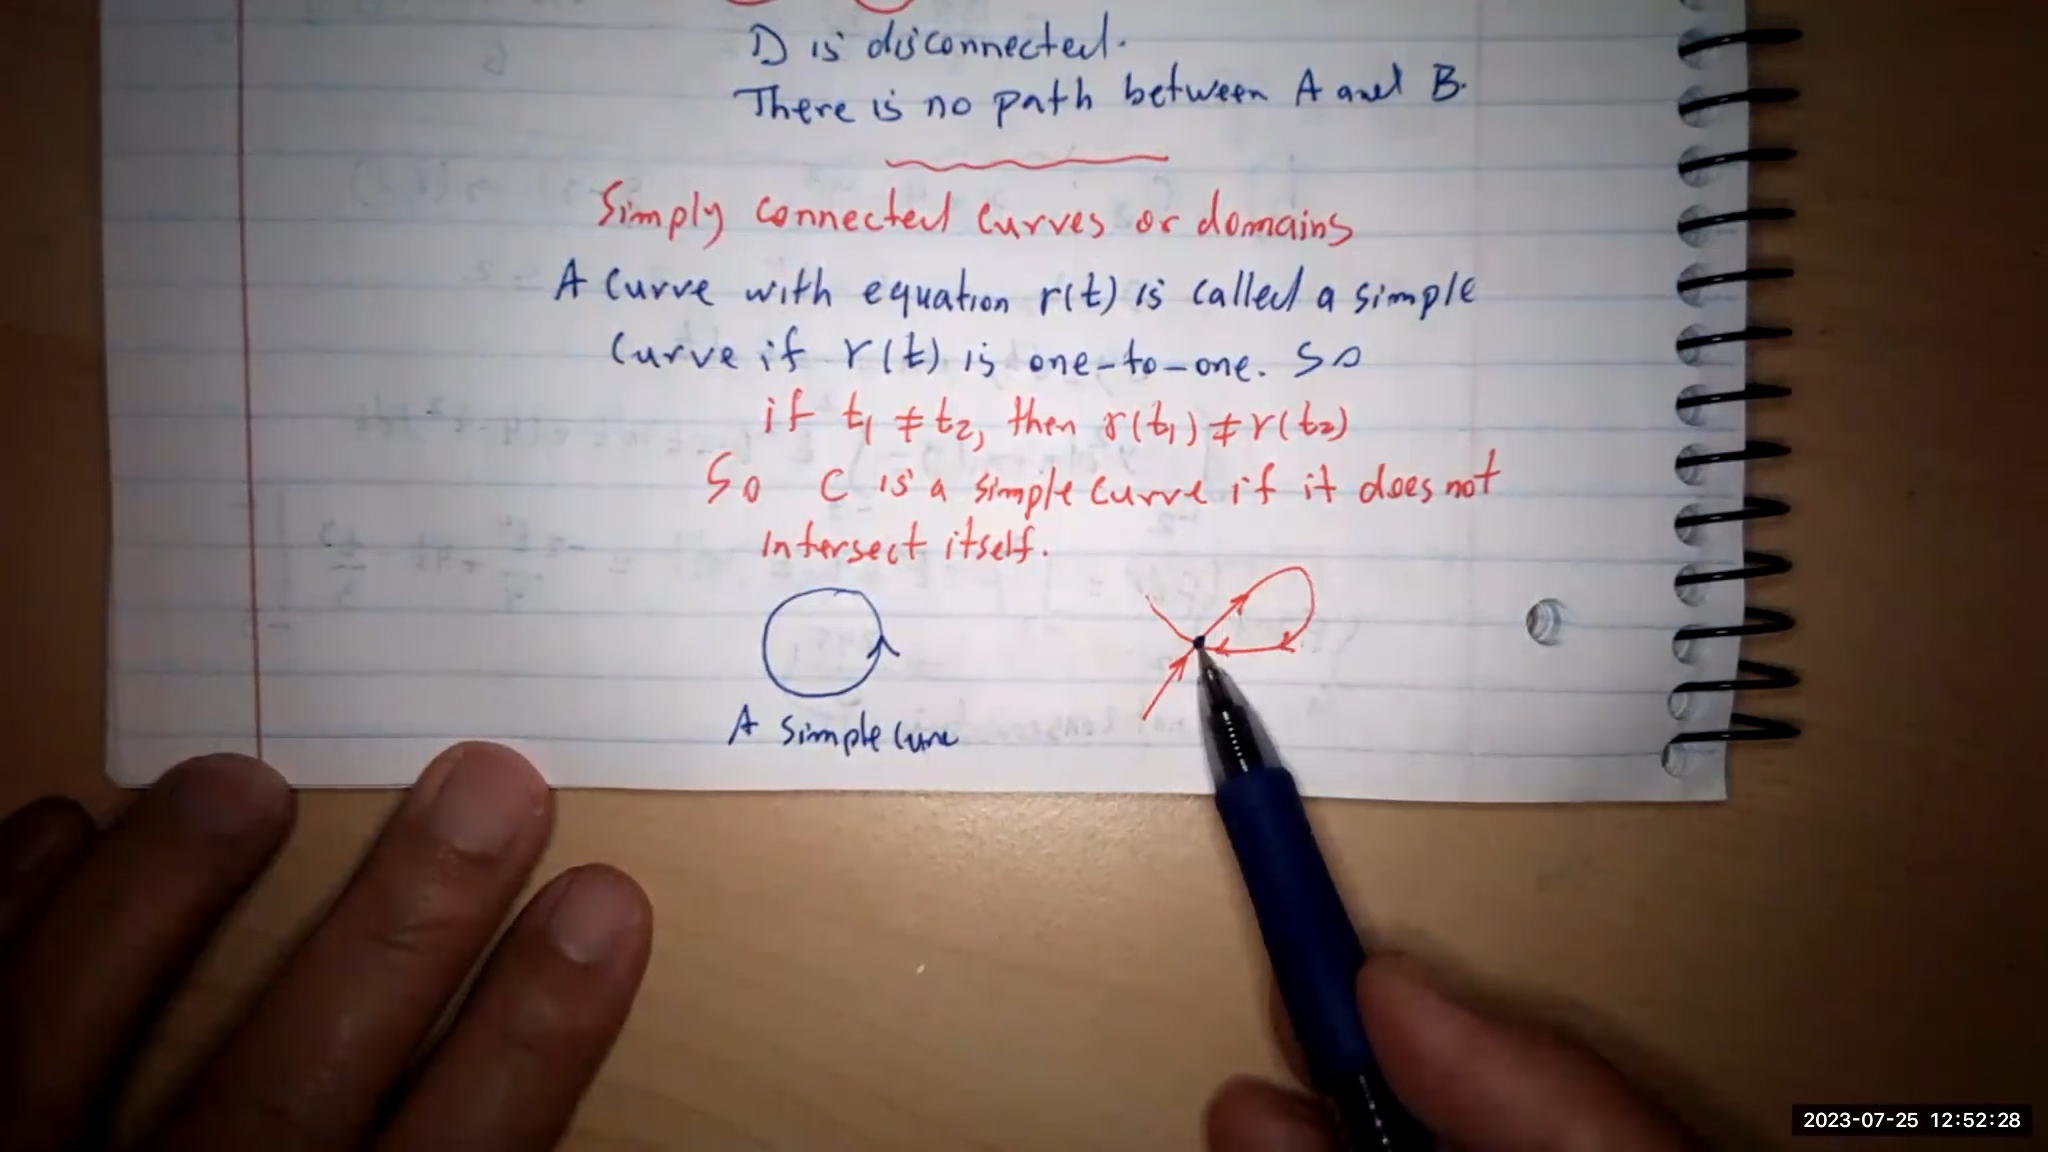 D is disconnected.
There is no path between A and B.
Simply connected curves or domains
A curve with equation r(t) is called a simple
curve if r(t) is one-to-one. So
if t₁ ≠ t₂, then r(t₁) ≠ r(t₂)
So C is a simple curve if it does not
intersect itself.
A simple curve
2023-07-25 12:52:28